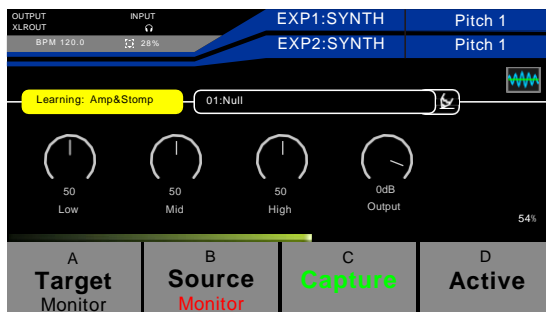 OUTPUT INPUT EXP1:SYNTH Pitch 1
XLROUT
BPM 120.0 28% EXP2:SYNTH Pitch 1
Learning: Amp&Stomp 01:Null
50 50 50 0dB
Low Mid High Output
54%
A B C D
Target Source Capture Active
Monitor Monitor